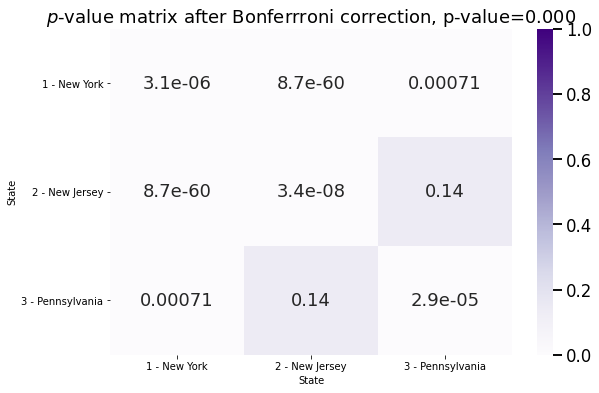 p-value matrix after Bonferrroni correction, p-value=0.000
1.0
1 - New York 3.1e-06 8.7e-60 0.00071
0.8
0.6
State
2 - New Jersey 8.7e-60 3.4e-08 0.14
0.4
0.2
3 - Pennsylvania 0.00071 0.14 2.9e-05
0.0
1 - New York 2 - New Jersey 3 - Pennsylvania
State